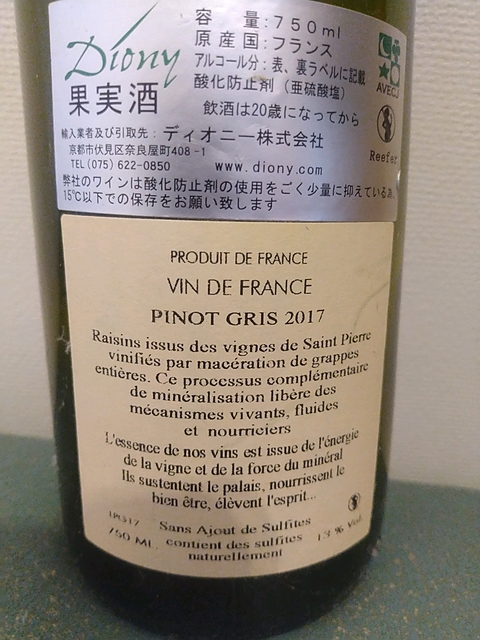 Diony
果実酒
容 量:750ml
原産国:フランス
アルコール分:表、裏ラベルに記載
酸化防止剤(亜硫酸塩)
飲酒は20歳になってから
AVEC
Reefer
輸入業者及び引取先:ディオニー株式会社
京都市伏見区奈良屋町408-1
TEL(075)622-0850 www.diony.com
弊社のワインは酸化防止剤の使用をごく少量に抑えている為、
15℃以下での保存をお願い致します
PRODUIT DE FRANCE
VIN DE FRANCE
PINOT GRIS 2017
Raisins issus des vignes de Saint Pierre
vinifiés par macération de grappes
entières. Ce processus complémentaire
de minéralisation libère des
mécanismes vivants, fluides
et nourriciers
L'essence de nos vins est issue de l'énergie
de la vigne et de la force du minéral
Ils sustentent le palais, nourrissent le
bien être, élèvent l'esprit...
LPG17
Sans Ajout de Sulfites
750 ML contient des sulfites 13 % Vol.
naturellement